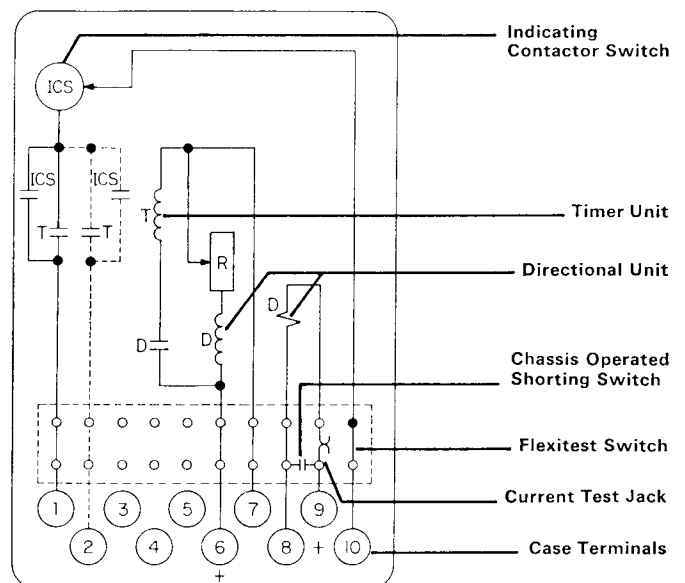 Indicating
Contactor Switch
ICS
ICS ICS
T T
T
Timer Unit
R
Directional Unit
D
D
D
Chassis Operated
Shorting Switch
Flexitest Switch
Current Test Jack
1 3 5 7 9
2 4 6 8 + 10
+
Case Terminals